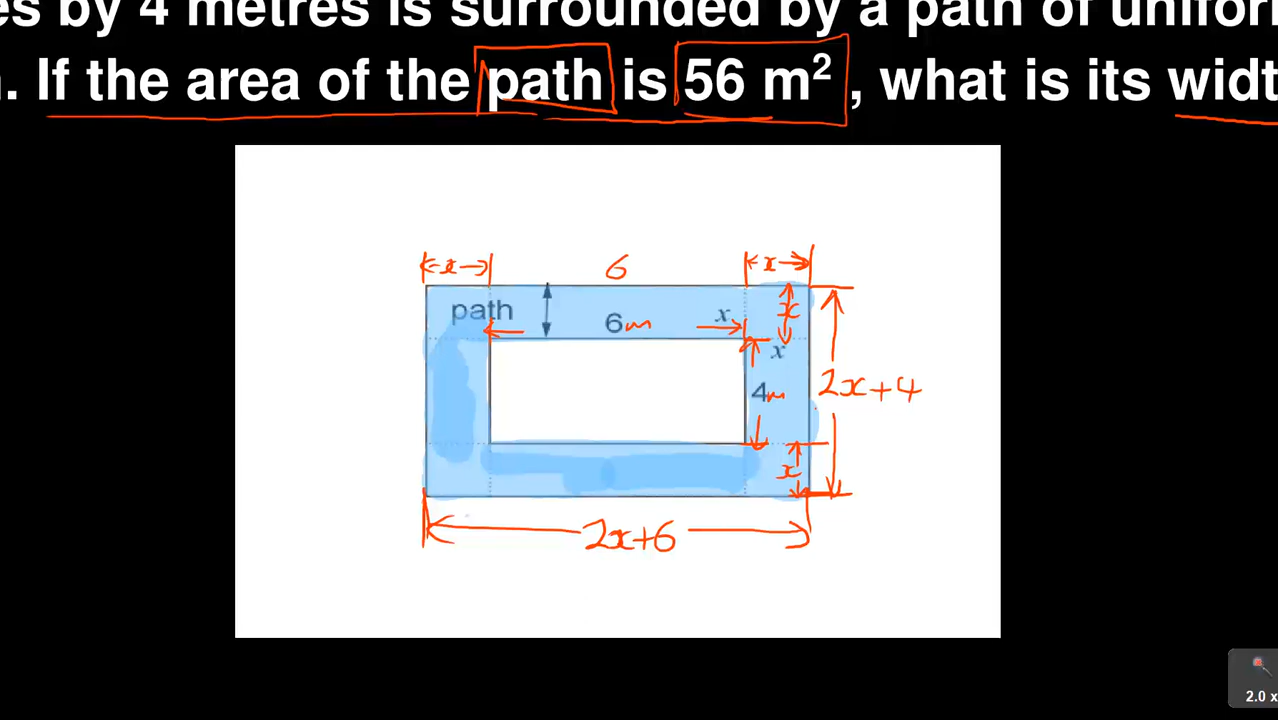 es by 4 metres is surrounded by a path of uniform
. If the area of the path is 56 m², what is its widt
x 6 x
path 6m x x
x
4m 2x+4
x
2x+6
2.0 x